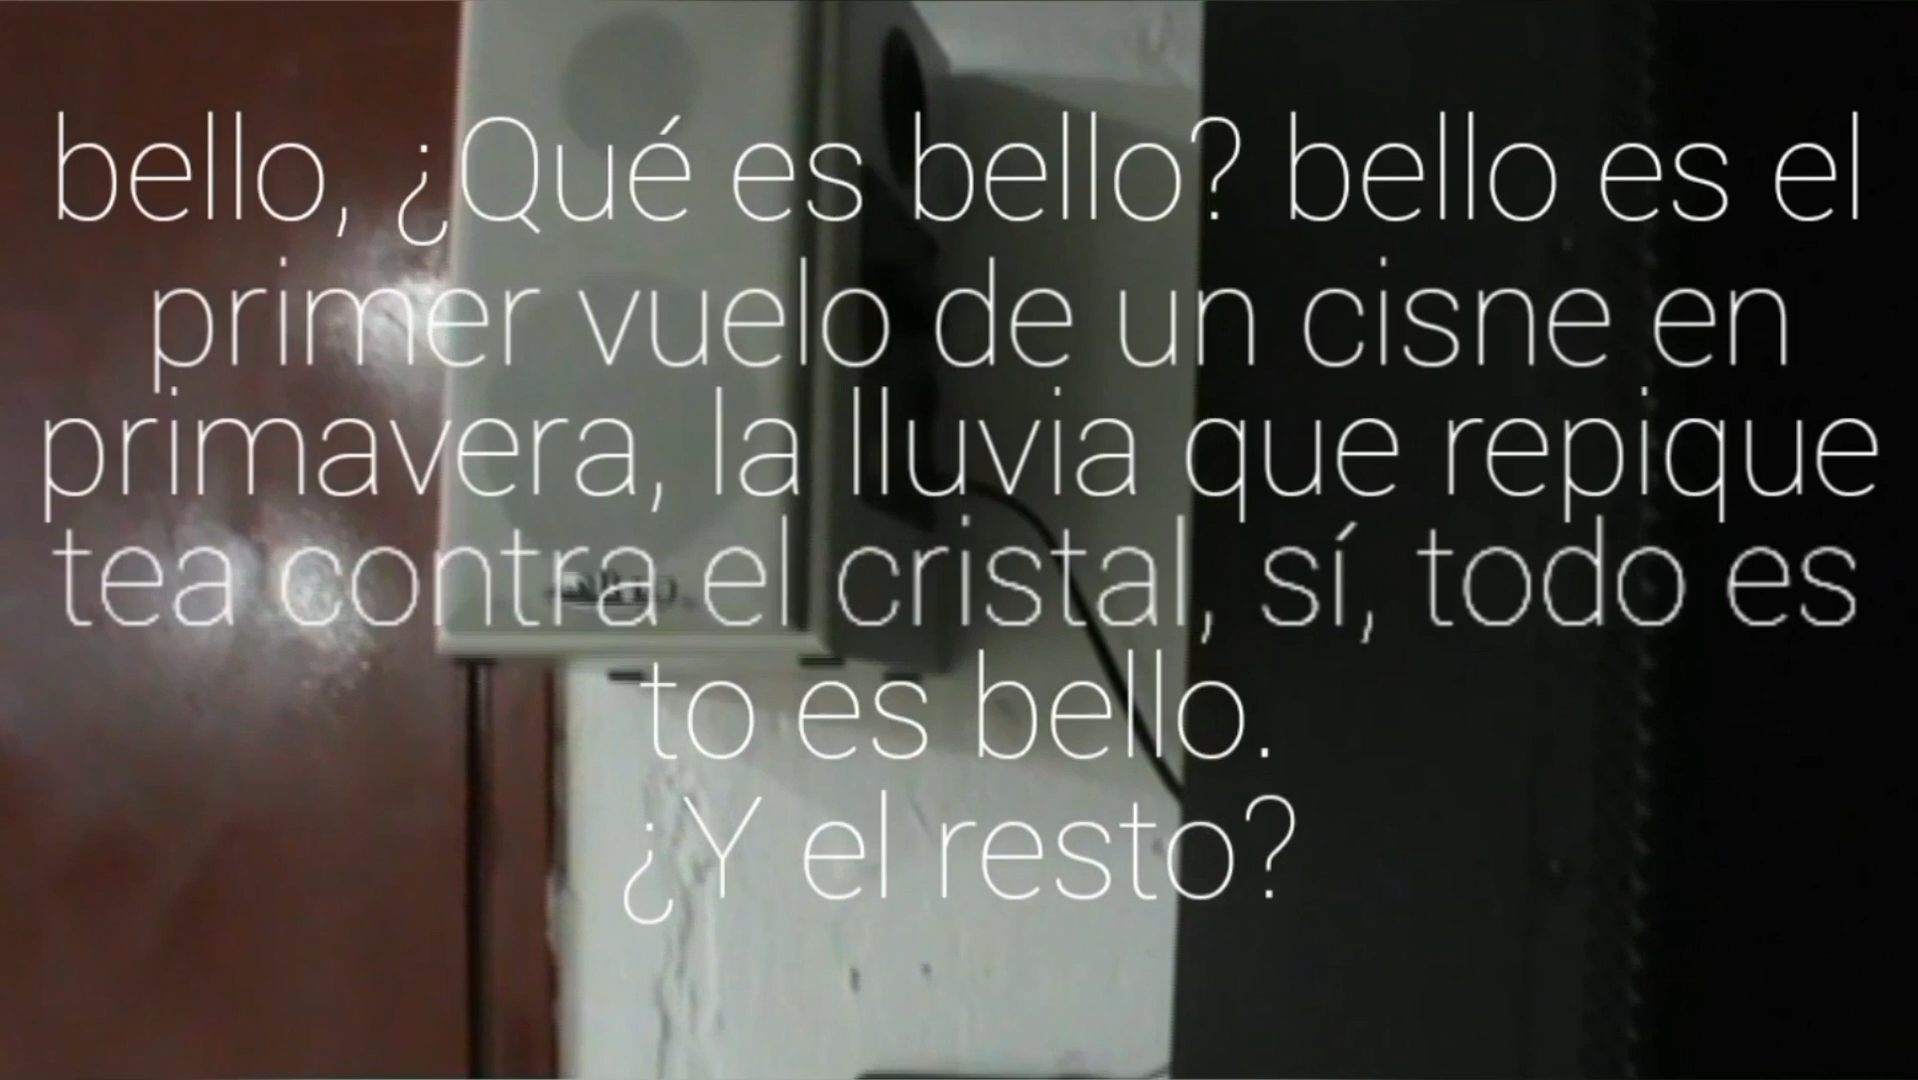 bello, ¿Qué es bello? bello es el
primer vuelo de un cisne en
primavera, la lluvia que repique
tea contra el cristal, sí, todo es
to es bello.
¿Y el resto?